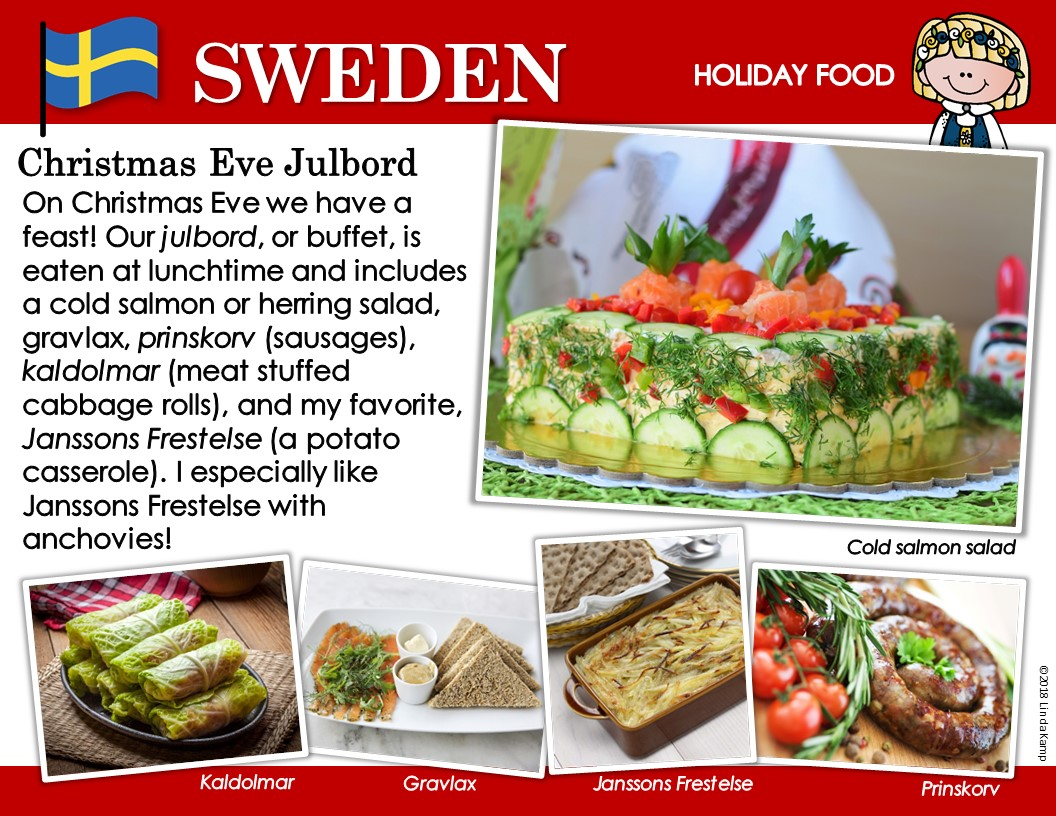 SWEDEN
HOLIDAY FOOD
Christmas Eve Julbord
On Christmas Eve we have a
feast! Our julbord, or buffet, is
eaten at lunchtime and includes
a cold salmon or herring salad,
gravlax, prinskorv (sausages),
kaldolmar (meat stuffed
cabbage rolls), and my favorite,
Janssons Frestelse (a potato
casserole). I especially like
Janssons Frestelse with
anchovies!
Cold salmon salad
Kaldolmar
Gravlax
Janssons Frestelse
Prinskorv
©2018 LindaKamp